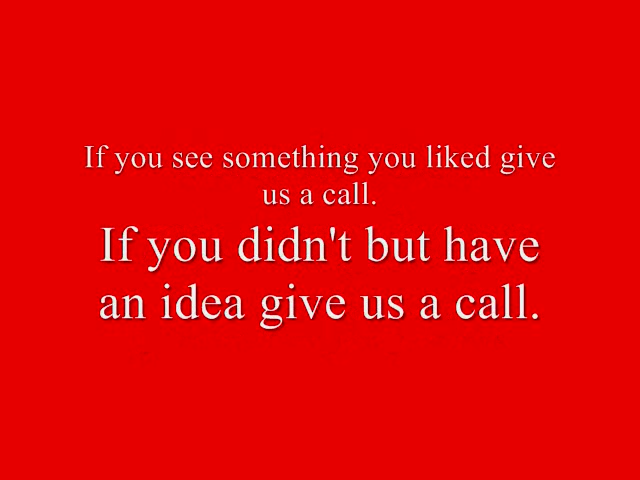 If you see something you liked give
us a call.
If you didn't but have
an idea give us a call.